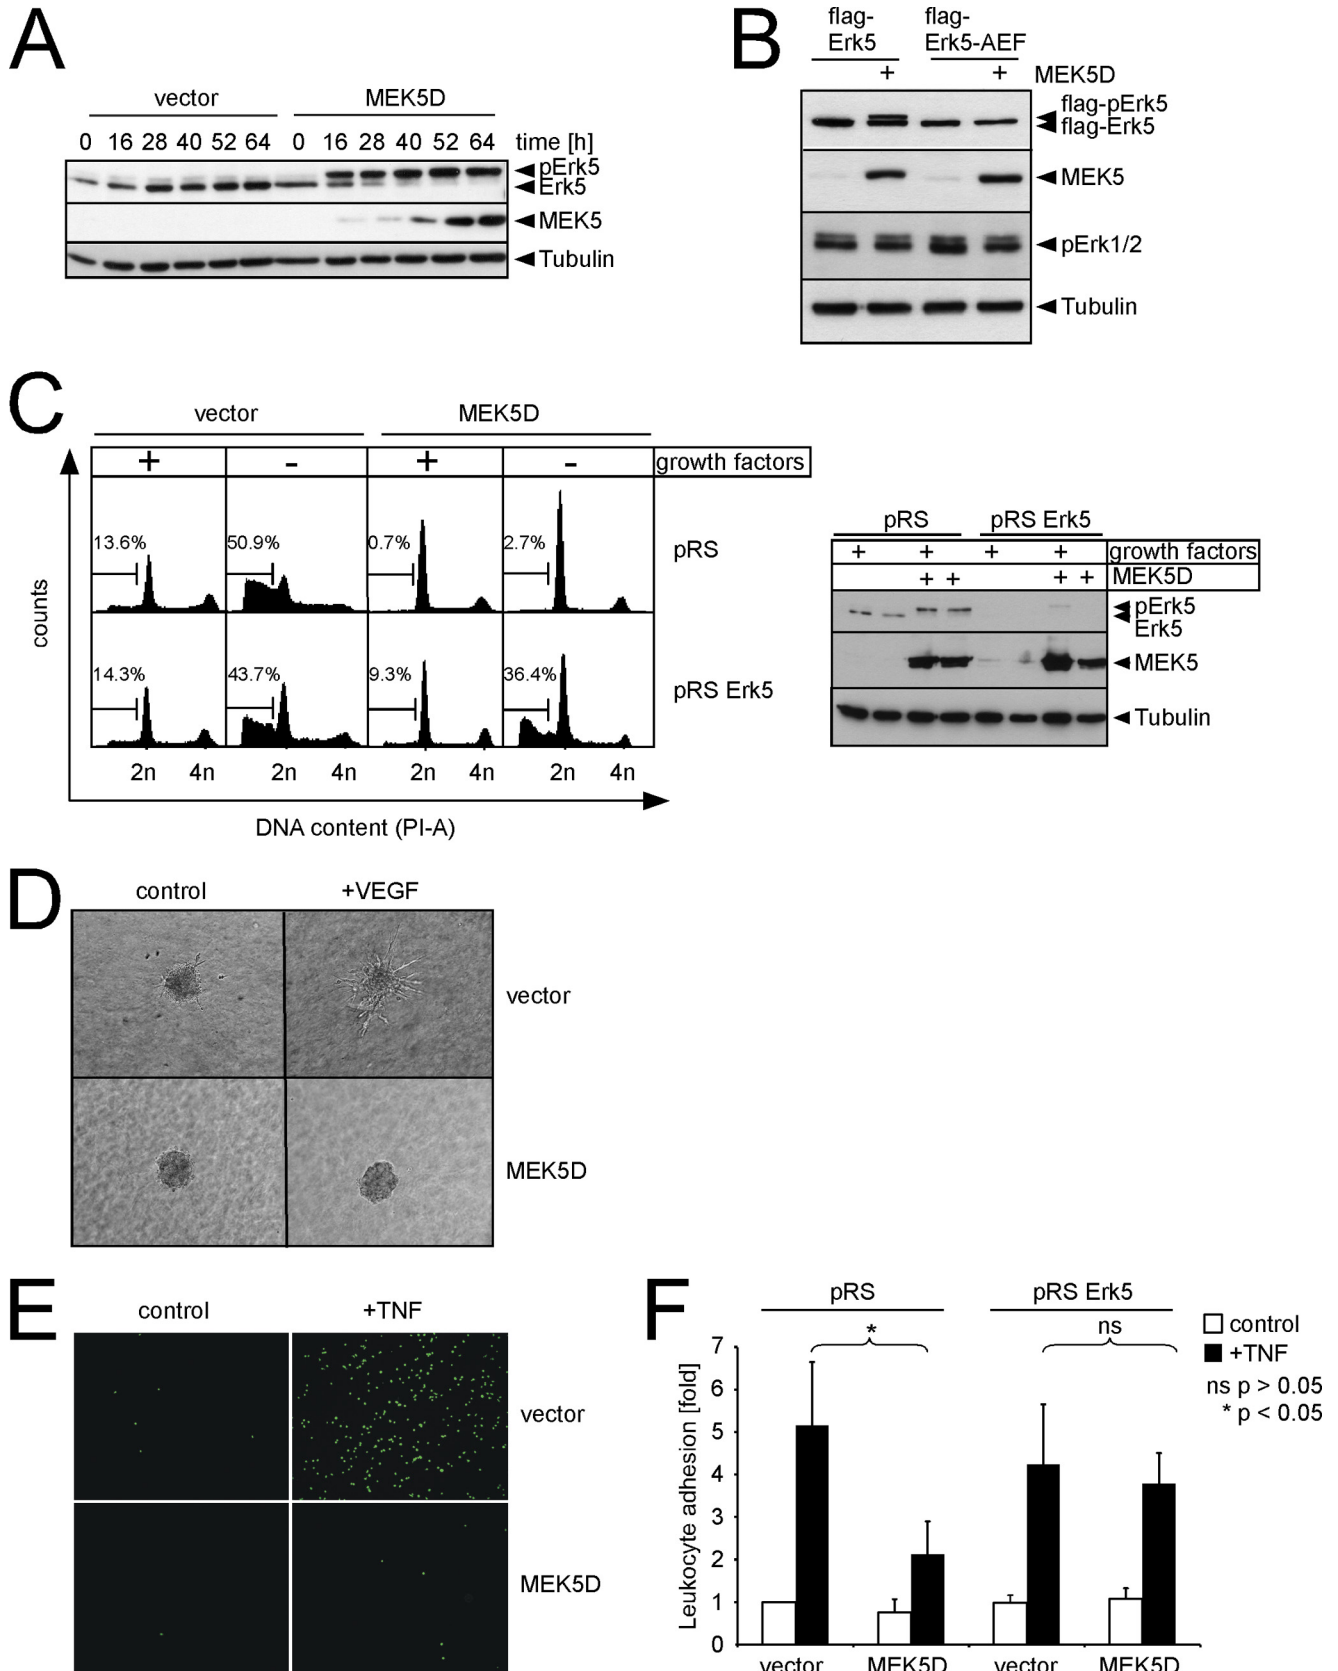 A
vector MEK5D
0 16 28 40 52 64 0 16 28 40 52 64 time [h]
pErk5
Erk5
MEK5
Tubulin
B
flag-
Erk5
flag-
Erk5-AEF
+ + MEK5D
flag-pErk5
flag-Erk5
MEK5
pErk1/2
Tubulin
C
vector MEK5D
+ - + - growth factors
13.6% 50.9% 0.7% 2.7%
pRS
14.3% 43.7% 9.3% 36.4%
pRS Erk5
counts
2n 4n 2n 4n 2n 4n 2n 4n
DNA content (PI-A)
pRS pRS Erk5
+ + + + growth factors
+ + + + MEK5D
pErk5
Erk5
MEK5
Tubulin
D
control +VEGF
vector
MEK5D
E
control +TNF
vector
MEK5D
F
pRS pRS Erk5
* ns
control
+TNF
ns p > 0.05
* p < 0.05
Leukocyte adhesion [fold]
7
6
5
4
3
2
1
0
vector MEK5D vector MEK5D